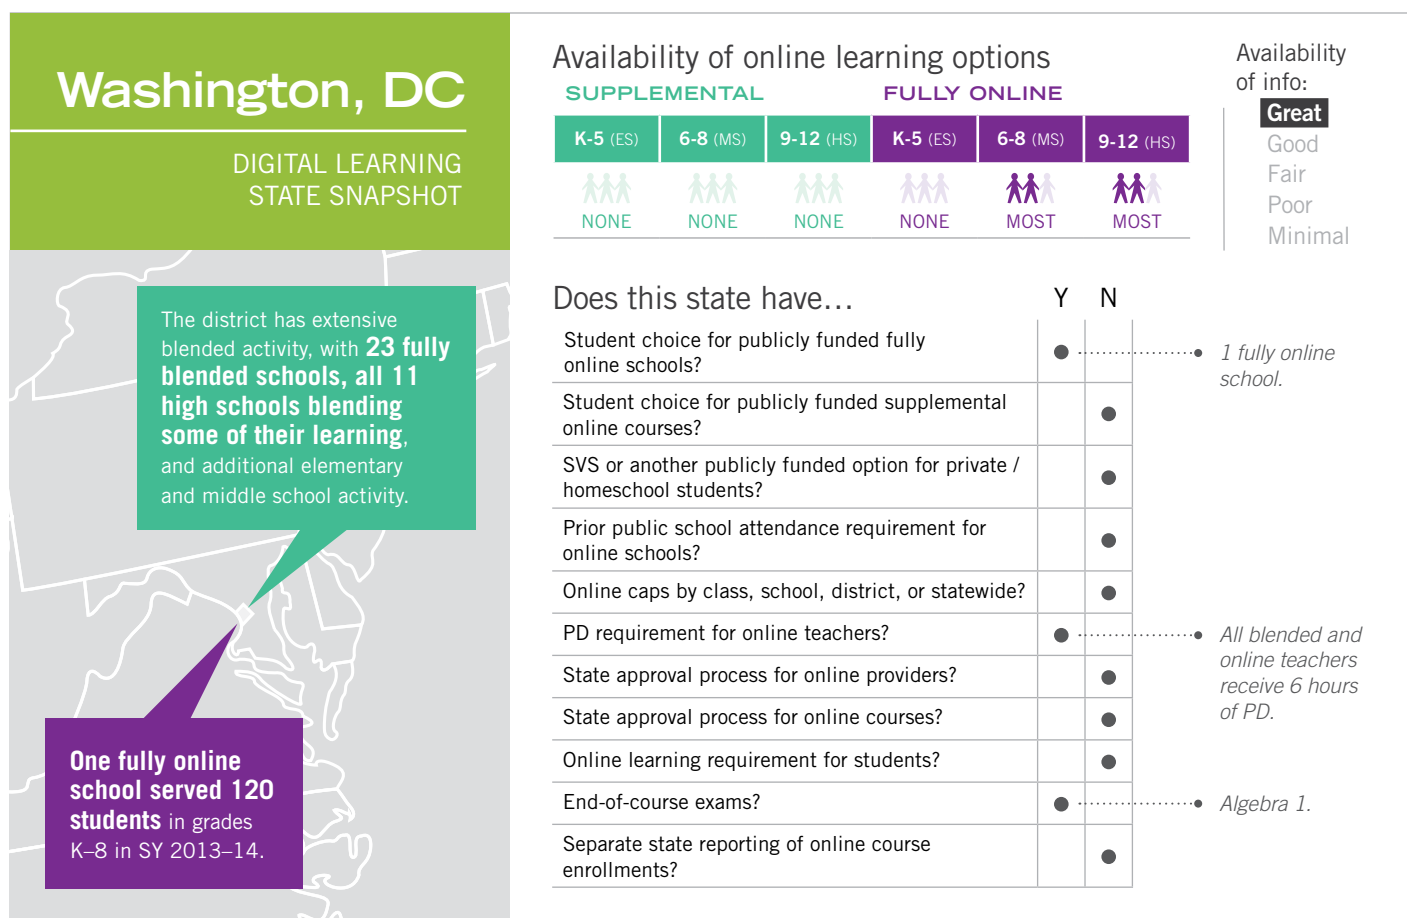 Washington, DC
DIGITAL LEARNING
STATE SNAPSHOT
The district has extensive
blended activity, with 23 fully
blended schools, all 11
high schools blending
some of their learning,
and additional elementary
and middle school activity.
One fully online
school served 120
students in grades
K–8 in SY 2013–14.
Availability of online learning options
SUPPLEMENTAL FULLY ONLINE
K-5 (ES) 6-8 (MS) 9-12 (HS) K-5 (ES) 6-8 (MS) 9-12 (HS)
NONE NONE NONE NONE MOST MOST
Availability
of info:
Great
Good
Fair
Poor
Minimal
Does this state have… Y N
Student choice for publicly funded fully
online schools?
1 fully online
school.
Student choice for publicly funded supplemental
online courses?
SVS or another publicly funded option for private /
homeschool students?
Prior public school attendance requirement for
online schools?
Online caps by class, school, district, or statewide?
PD requirement for online teachers?
All blended and
online teachers
receive 6 hours
of PD.
State approval process for online providers?
State approval process for online courses?
Online learning requirement for students?
End-of-course exams?
Algebra 1.
Separate state reporting of online course
enrollments?